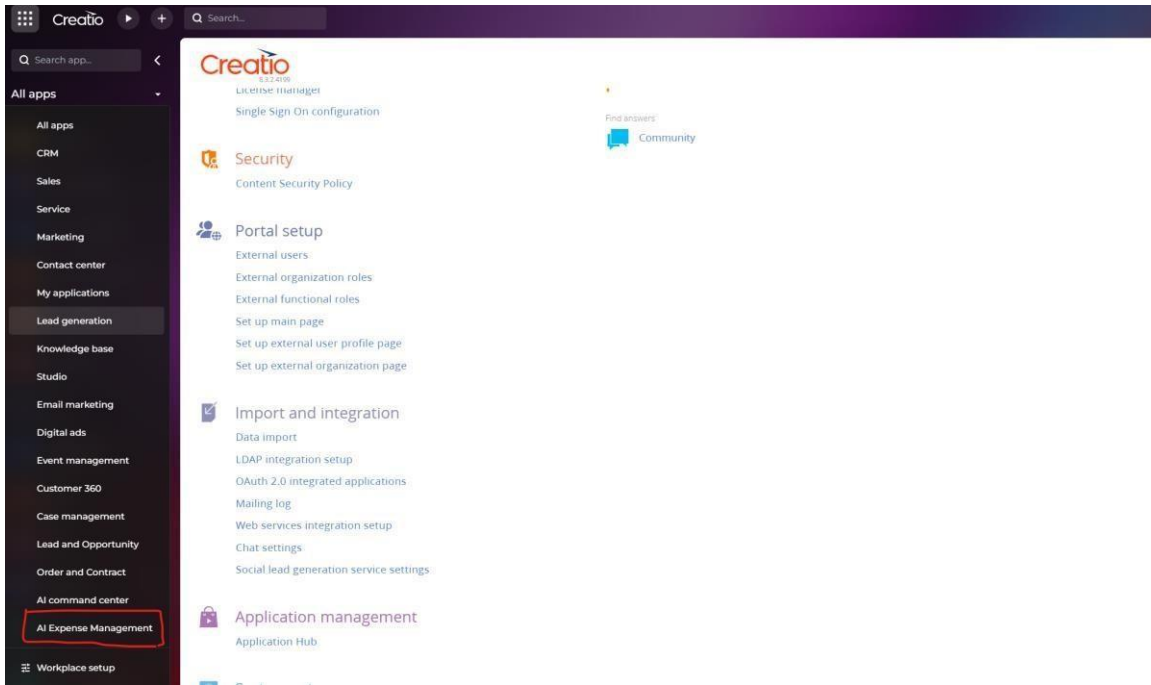 Creatio
Search...
Search app...
All apps
All apps
CRM
Sales
Service
Marketing
Contact center
My applications
Lead generation
Knowledge base
Studio
Email marketing
Digital ads
Event management
Customer 360
Case management
Lead and Opportunity
Order and Contract
AI command center
AI Expense Management
Workplace setup
Creatio
License manager
Single Sign On configuration
Security
Content Security Policy
Portal setup
External users
External organization roles
External functional roles
Set up main page
Set up external user profile page
Set up external organization page
Import and integration
Data import
LDAP integration setup
OAuth 2.0 integrated applications
Mailing log
Web services integration setup
Chat settings
Social lead generation service settings
Application management
Application Hub
Find answers
Community